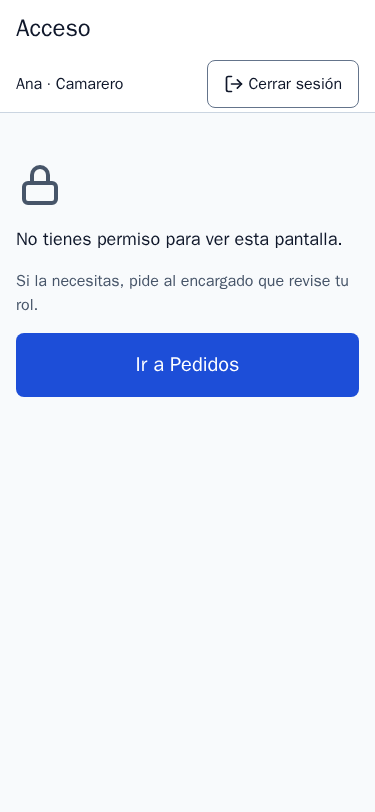 Acceso
Ana · Camarero
Cerrar sesión
No tienes permiso para ver esta pantalla.
Si la necesitas, pide al encargado que revise tu
rol.
Ir a Pedidos